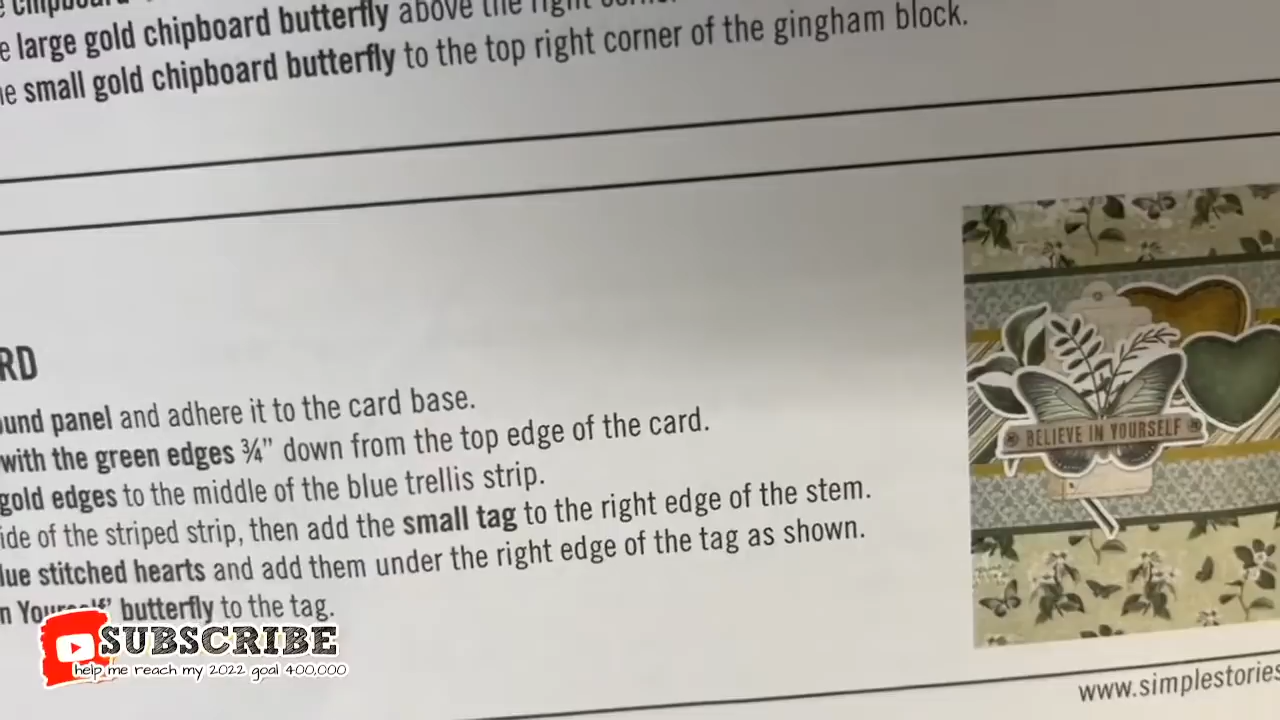 large gold chipboard butterfly above the right
small gold chipboard butterfly to the top right corner of the gingham block.
RD
ound panel and adhere it to the card base.
with the green edges ¾” down from the top edge of the card.
gold edges to the middle of the blue trellis strip.
ide of the striped strip, then add the small tag to the right edge of the stem.
lue stitched hearts and add them under the right edge of the tag as shown.
n Yourself’ butterfly to the tag.
BELIEVE IN YOURSELF
www.simplestories
SUBSCRIBE
help me reach my 2022 goal 400,000